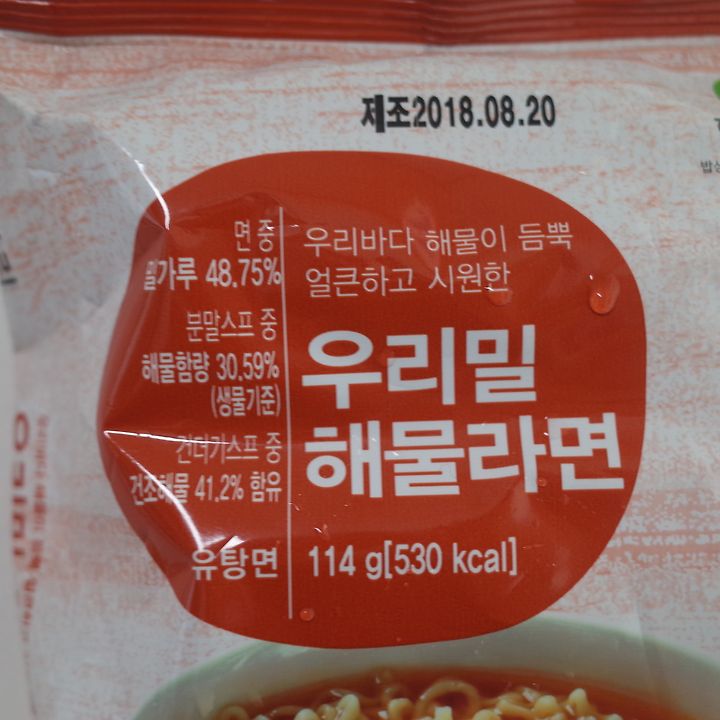 제조2018.08.20
면 중
밀가루 48.75%
분말스프 중
해물함량 30.59%
(생물기준)
건더기스프 중
건조해물 41.2% 함유
유탕면
우리바다 해물이 듬뿍
얼큰하고 시원한
우리밀
해물라면
114 g[530 kcal]
밥상